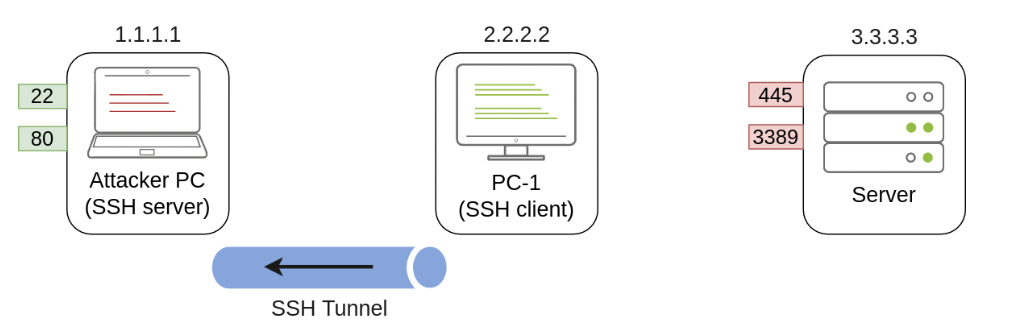 1.1.1.1
2.2.2.2
3.3.3.3
22
80
445
3389
Attacker PC
(SSH server)
PC-1
(SSH client)
Server
SSH Tunnel